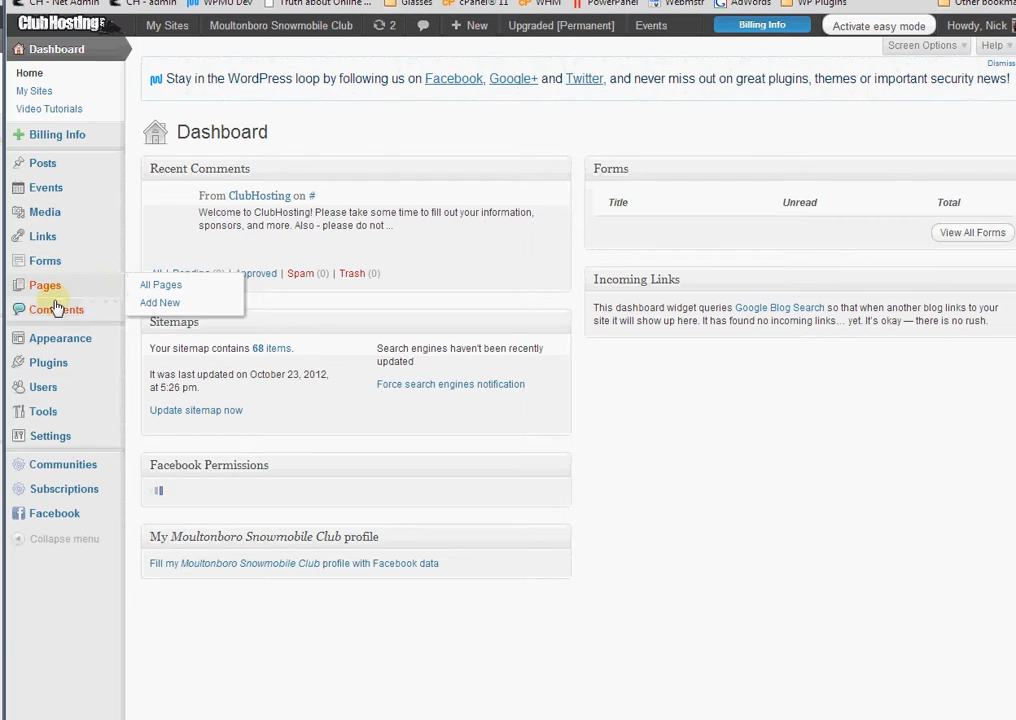 CH - Net Admin CH - admin WPMU Dev Truth about Online ... Glasses cPanel® 11 WHM PowerPanel Webmstr AdWords WP Plugins Other bookma
ClubHosting My Sites Moultonboro Snowmobile Club 2 New Upgraded [Permanent] Events Billing Info Activate easy mode Howdy, Nick
Dashboard
Screen Options Help
Home
My Sites
Video Tutorials
Billing Info
Posts
Events
Media
Links
Forms
Pages
Comments
Appearance
Plugins
Users
Tools
Settings
Communities
Subscriptions
Facebook
Collapse menu
All Pages
Add New
Dismiss
Stay in the WordPress loop by following us on Facebook, Google+ and Twitter, and never miss out on great plugins, themes or important security news!
Dashboard
Recent Comments
From ClubHosting on #
Welcome to ClubHosting! Please take some time to fill out your information,
sponsors, and more. Also - please do not ...
All | Pending (0) | Approved | Spam (0) | Trash (0)
Sitemaps
Your sitemap contains 68 items.
It was last updated on October 23, 2012,
at 5:26 pm.
Update sitemap now
Search engines haven't been recently
updated
Force search engines notification
Facebook Permissions
My Moultonboro Snowmobile Club profile
Fill my Moultonboro Snowmobile Club profile with Facebook data
Forms
Title Unread Total
View All Forms
Incoming Links
This dashboard widget queries Google Blog Search so that when another blog links to your
site it will show up here. It has found no incoming links… yet. It's okay — there is no rush.